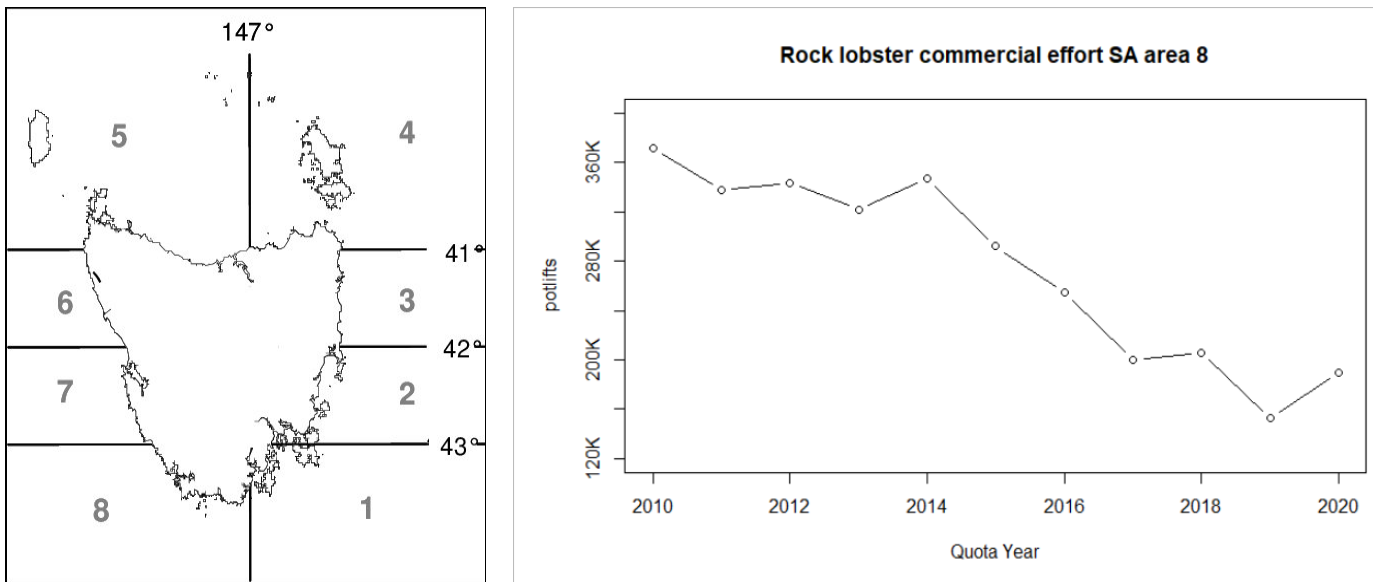 147°
5
4
41°
6
3
42°
7
2
43°
8
1
Rock lobster commercial effort SA area 8
potlifts
360K
280K
200K
120K
2010 2012 2014 2016 2018 2020
Quota Year